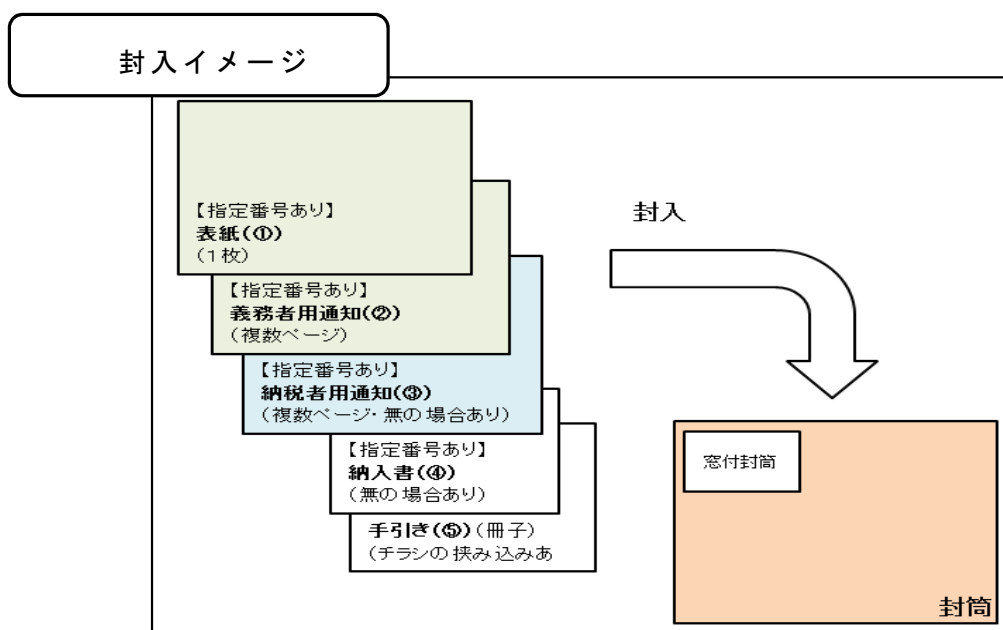 封入イメージ
【指定番号あり】
表紙(①)
(1枚)
【指定番号あり】
義務者用通知(②)
(複数ページ)
【指定番号あり】
納税者用通知(③)
(複数ページ・無の場合あり)
【指定番号あり】
納入書(④)
(無の場合あり)
手引き(⑤)(冊子)
(チラシの挟み込みあ
封入
窓付封筒
封筒